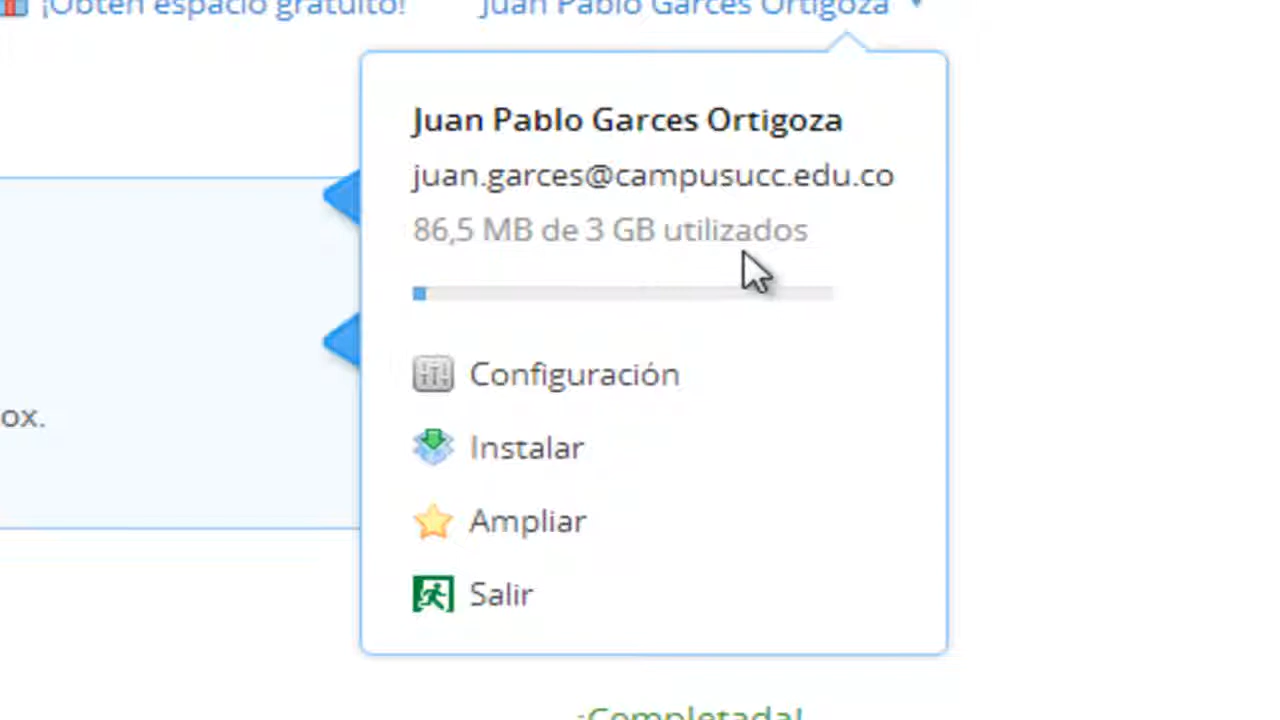 ¡Obtén espacio gratuito! Juan Pablo Garces Ortigoza
Juan Pablo Garces Ortigoza
juan.garces@campusucc.edu.co
86,5 MB de 3 GB utilizados
Configuración
ox.
Instalar
Ampliar
Salir
¡Completada!